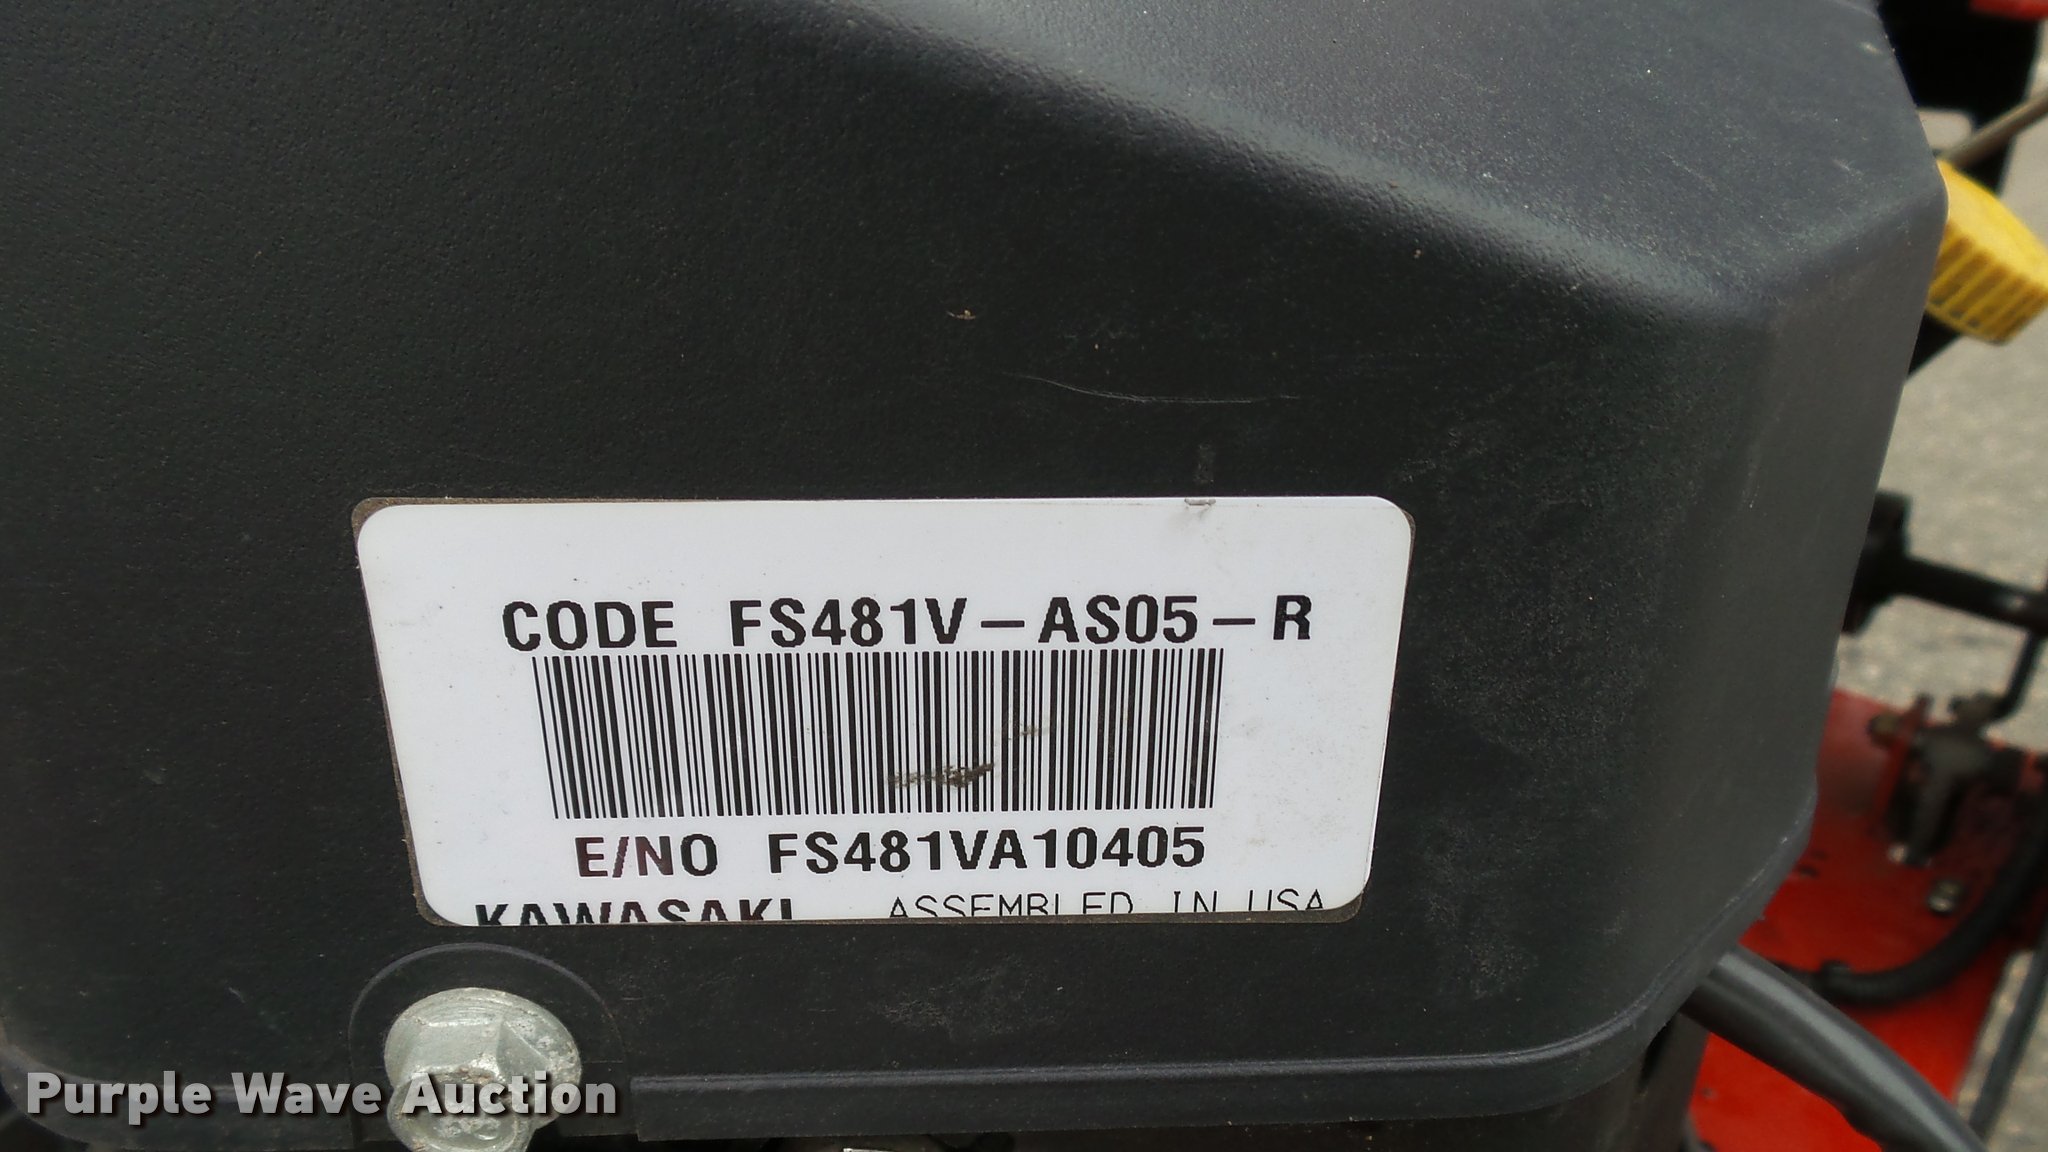 CODE FS481V-AS05-R
E/NO FS481VA10405
KAWASAKI ASSEMBLED IN USA
Purple Wave Auction